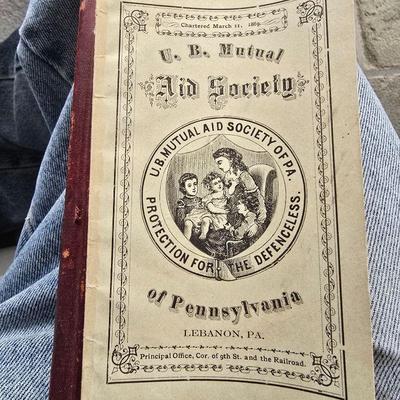 Chartered March 11, 1869
U. B. Mutual
Aid Society
U.B. MUTUAL AID SOCIETY OF PA.
PROTECTION FOR THE DEFENCELESS.
of Pennsylvania
LEBANON, PA.
Principal Office, Cor. of 9th St. and the Railroad.